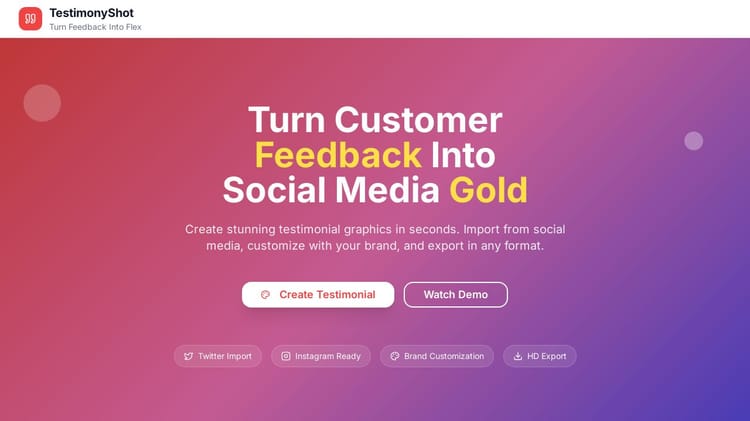 TestimonyShot
Turn Feedback Into Flex
Turn Customer
Feedback Into
Social Media Gold
Create stunning testimonial graphics in seconds. Import from social
media, customize with your brand, and export in any format.
Create Testimonial
Watch Demo
Twitter Import
Instagram Ready
Brand Customization
HD Export